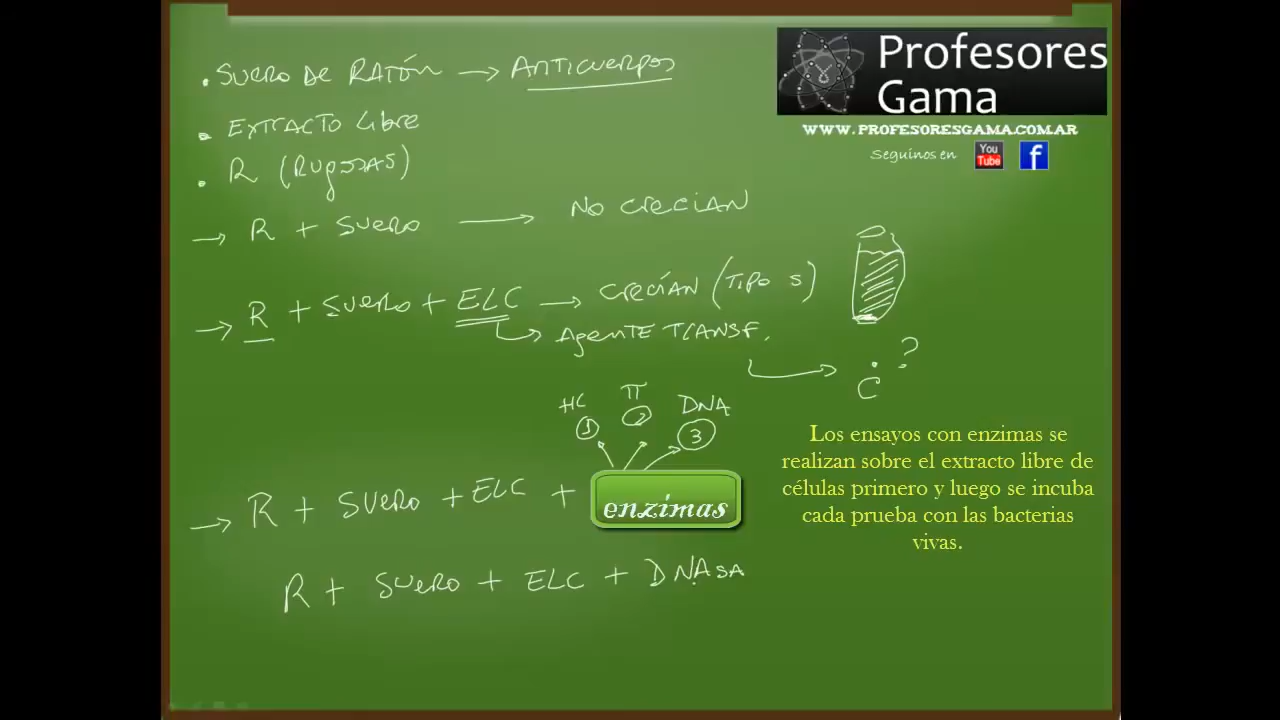 • SUERO DE RATÓN → ANTICUERPOS
• EXTRACTO LIBRE
• R (RUGOSAS)
→ R + SUERO → NO CRECIAN
→ R + SUERO + ELC → CRECÍAN (TIPO S)
→ AGENTE TRANSF.
→ C ?
HC π DNA
1 2 3
→ R + SUERO + ELC + enzimas
R + SUERO + ELC + DNASA
Profesores
Gama
WWW.PROFESORESGAMA.COM.AR
Seguinos en You Tube f
Los ensayos con enzimas se
realizan sobre el extracto libre de
células primero y luego se incuba
cada prueba con las bacterias
vivas.